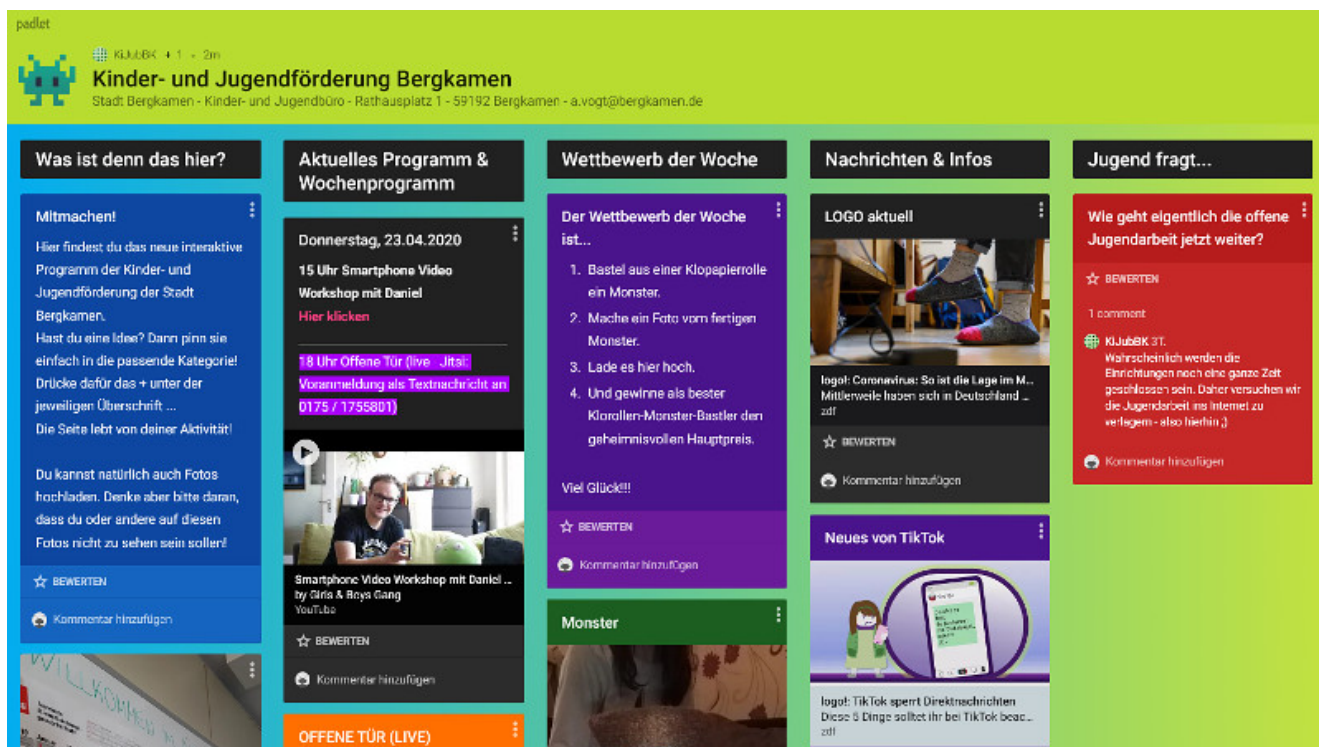 padlet
KiJubBK + 1 • 2m
Kinder- und Jugendförderung Bergkamen
Stadt Bergkamen - Kinder- und Jugendbüro - Rathausplatz 1 - 59192 Bergkamen - a.vogt@bergkamen.de
Was ist denn das hier?
Mitmachen!
Hier findest du das neue interaktive
Programm der Kinder- und
Jugendförderung der Stadt
Bergkamen.
Hast du eine Idee? Dann pinn sie
einfach in die passende Kategorie!
Drücke dafür das + unter der
jeweiligen Überschrift ...
Die Seite lebt von deiner Aktivität!
Du kannst natürlich auch Fotos
hochladen. Denke aber bitte daran,
dass du oder andere auf diesen
Fotos nicht zu sehen sein sollen!
BEWERTEN
Kommentar hinzufügen
WILLKOMMEN
Aktuelles Programm &
Wochenprogramm
Donnerstag, 23.04.2020
15 Uhr Smartphone Video
Workshop mit Daniel
Hier klicken
18 Uhr Offene Tür (live - Jitsi:
Voranmeldung als Textnachricht an
0175 / 1755801)
Smartphone Video Workshop mit Daniel ...
by Girls & Boys Gang
YouTube
BEWERTEN
Kommentar hinzufügen
OFFENE TÜR (LIVE)
Wettbewerb der Woche
Der Wettbewerb der Woche
ist...
1. Bastel aus einer Klopapierrolle
ein Monster.
2. Mache ein Foto vom fertigen
Monster.
3. Lade es hier hoch.
4. Und gewinne als bester
Klorollen-Monster-Bastler den
geheimnisvollen Hauptpreis.
Viel Glück!!!
BEWERTEN
Kommentar hinzufügen
Monster
Nachrichten & Infos
LOGO aktuell
logo!: Coronavirus: So ist die Lage im M...
Mittlerweile haben sich in Deutschland ...
zdf
BEWERTEN
Kommentar hinzufügen
Neues von TikTok
logo!: TikTok sperrt Direktnachrichten
Diese 5 Dinge solltet ihr bei TikTok beac...
zdf
Jugend fragt...
Wie geht eigentlich die offene
Jugendarbeit jetzt weiter?
BEWERTEN
1 comment
KiJubBK 3T.
Wahrscheinlich werden die
Einrichtungen noch eine ganze Zeit
geschlossen sein. Daher versuchen wir
die Jugendarbeit ins Internet zu
verlagern - also hierhin ;)
Kommentar hinzufügen